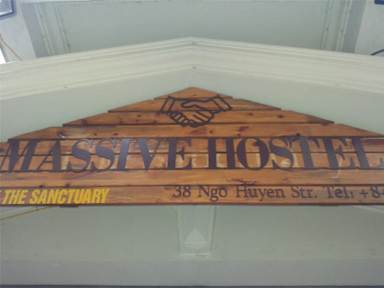 MASSIVE HOSTEL
THE SANCTUARY
38 Ngo Huyen Str. Tel: +8